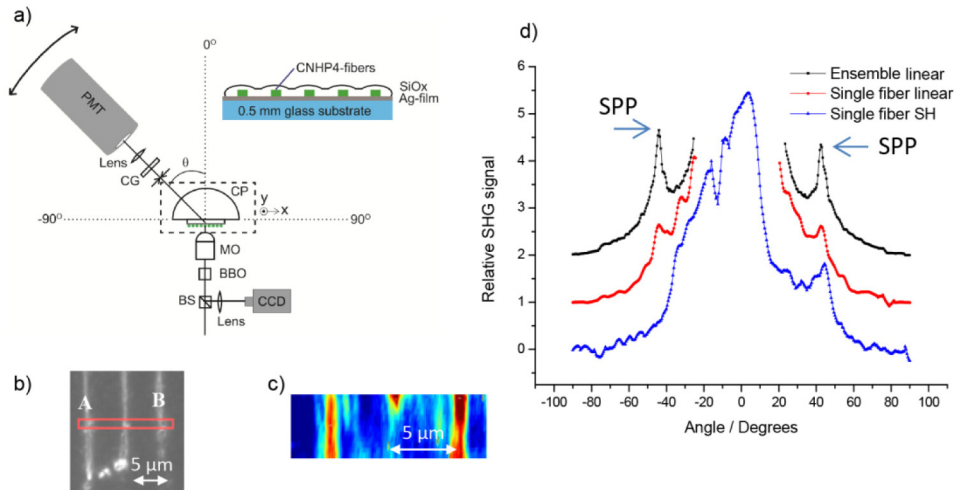 a)
0°
CNHP4-fibers
SiOx
Ag-film
0.5 mm glass substrate
PMT
Lens
CG
θ
CP
y
x
-90°
90°
MO
BBO
BS
CCD
Lens
b)
A
B
5 µm
c)
5 µm
d)
Ensemble linear
Single fiber linear
Single fiber SH
SPP
SPP
Relative SHG signal
6
5
4
3
2
1
0
-100 -80 -60 -40 -20 0 20 40 60 80 100
Angle / Degrees